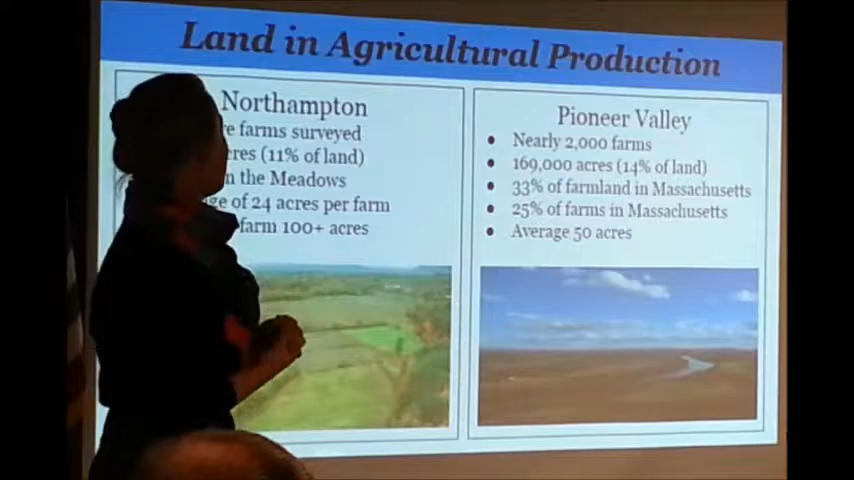 Land in Agricultural Production
Northampton
farms surveyed
(11% of land)
the Meadows
of 24 acres per farm
farm 100+ acres
Pioneer Valley
• Nearly 2,000 farms
• 169,000 acres (14% of land)
• 33% of farmland in Massachusetts
• 25% of farms in Massachusetts
• Average 50 acres